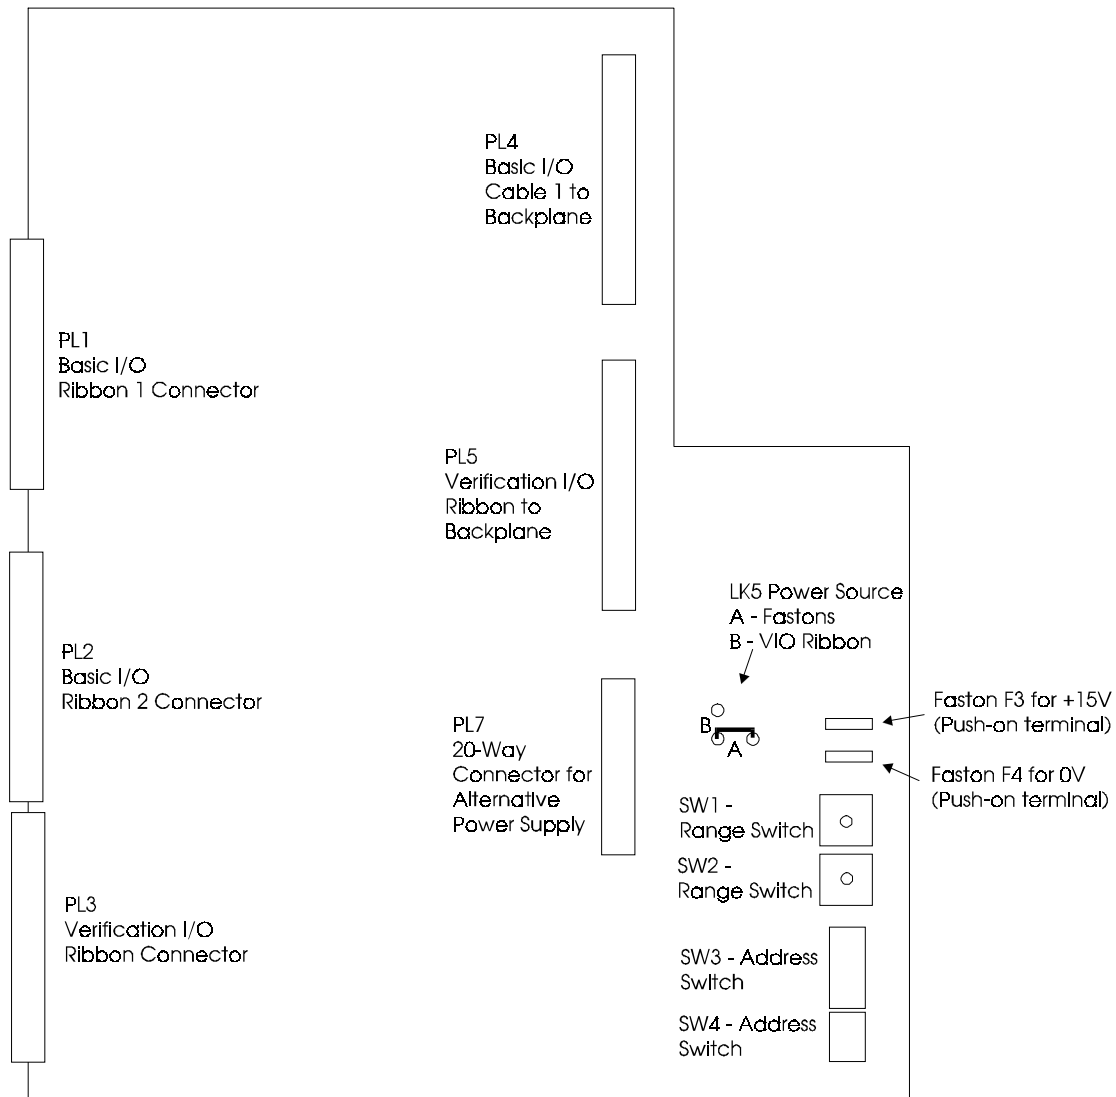 PL4
Basic I/O
Cable 1 to
Backplane
PL1
Basic I/O
Ribbon 1 Connector
PL5
Verification I/O
Ribbon to
Backplane
LK5 Power Source
A - Fastons
B - VIO Ribbon
PL2
Basic I/O
Ribbon 2 Connector
PL7
20-Way
Connector for
Alternative
Power Supply
B
A
Faston F3 for +15V
(Push-on terminal)
Faston F4 for 0V
(Push-on terminal)
SW1 -
Range Switch
SW2 -
Range Switch
PL3
Verification I/O
Ribbon Connector
SW3 - Address
Switch
SW4 - Address
Switch